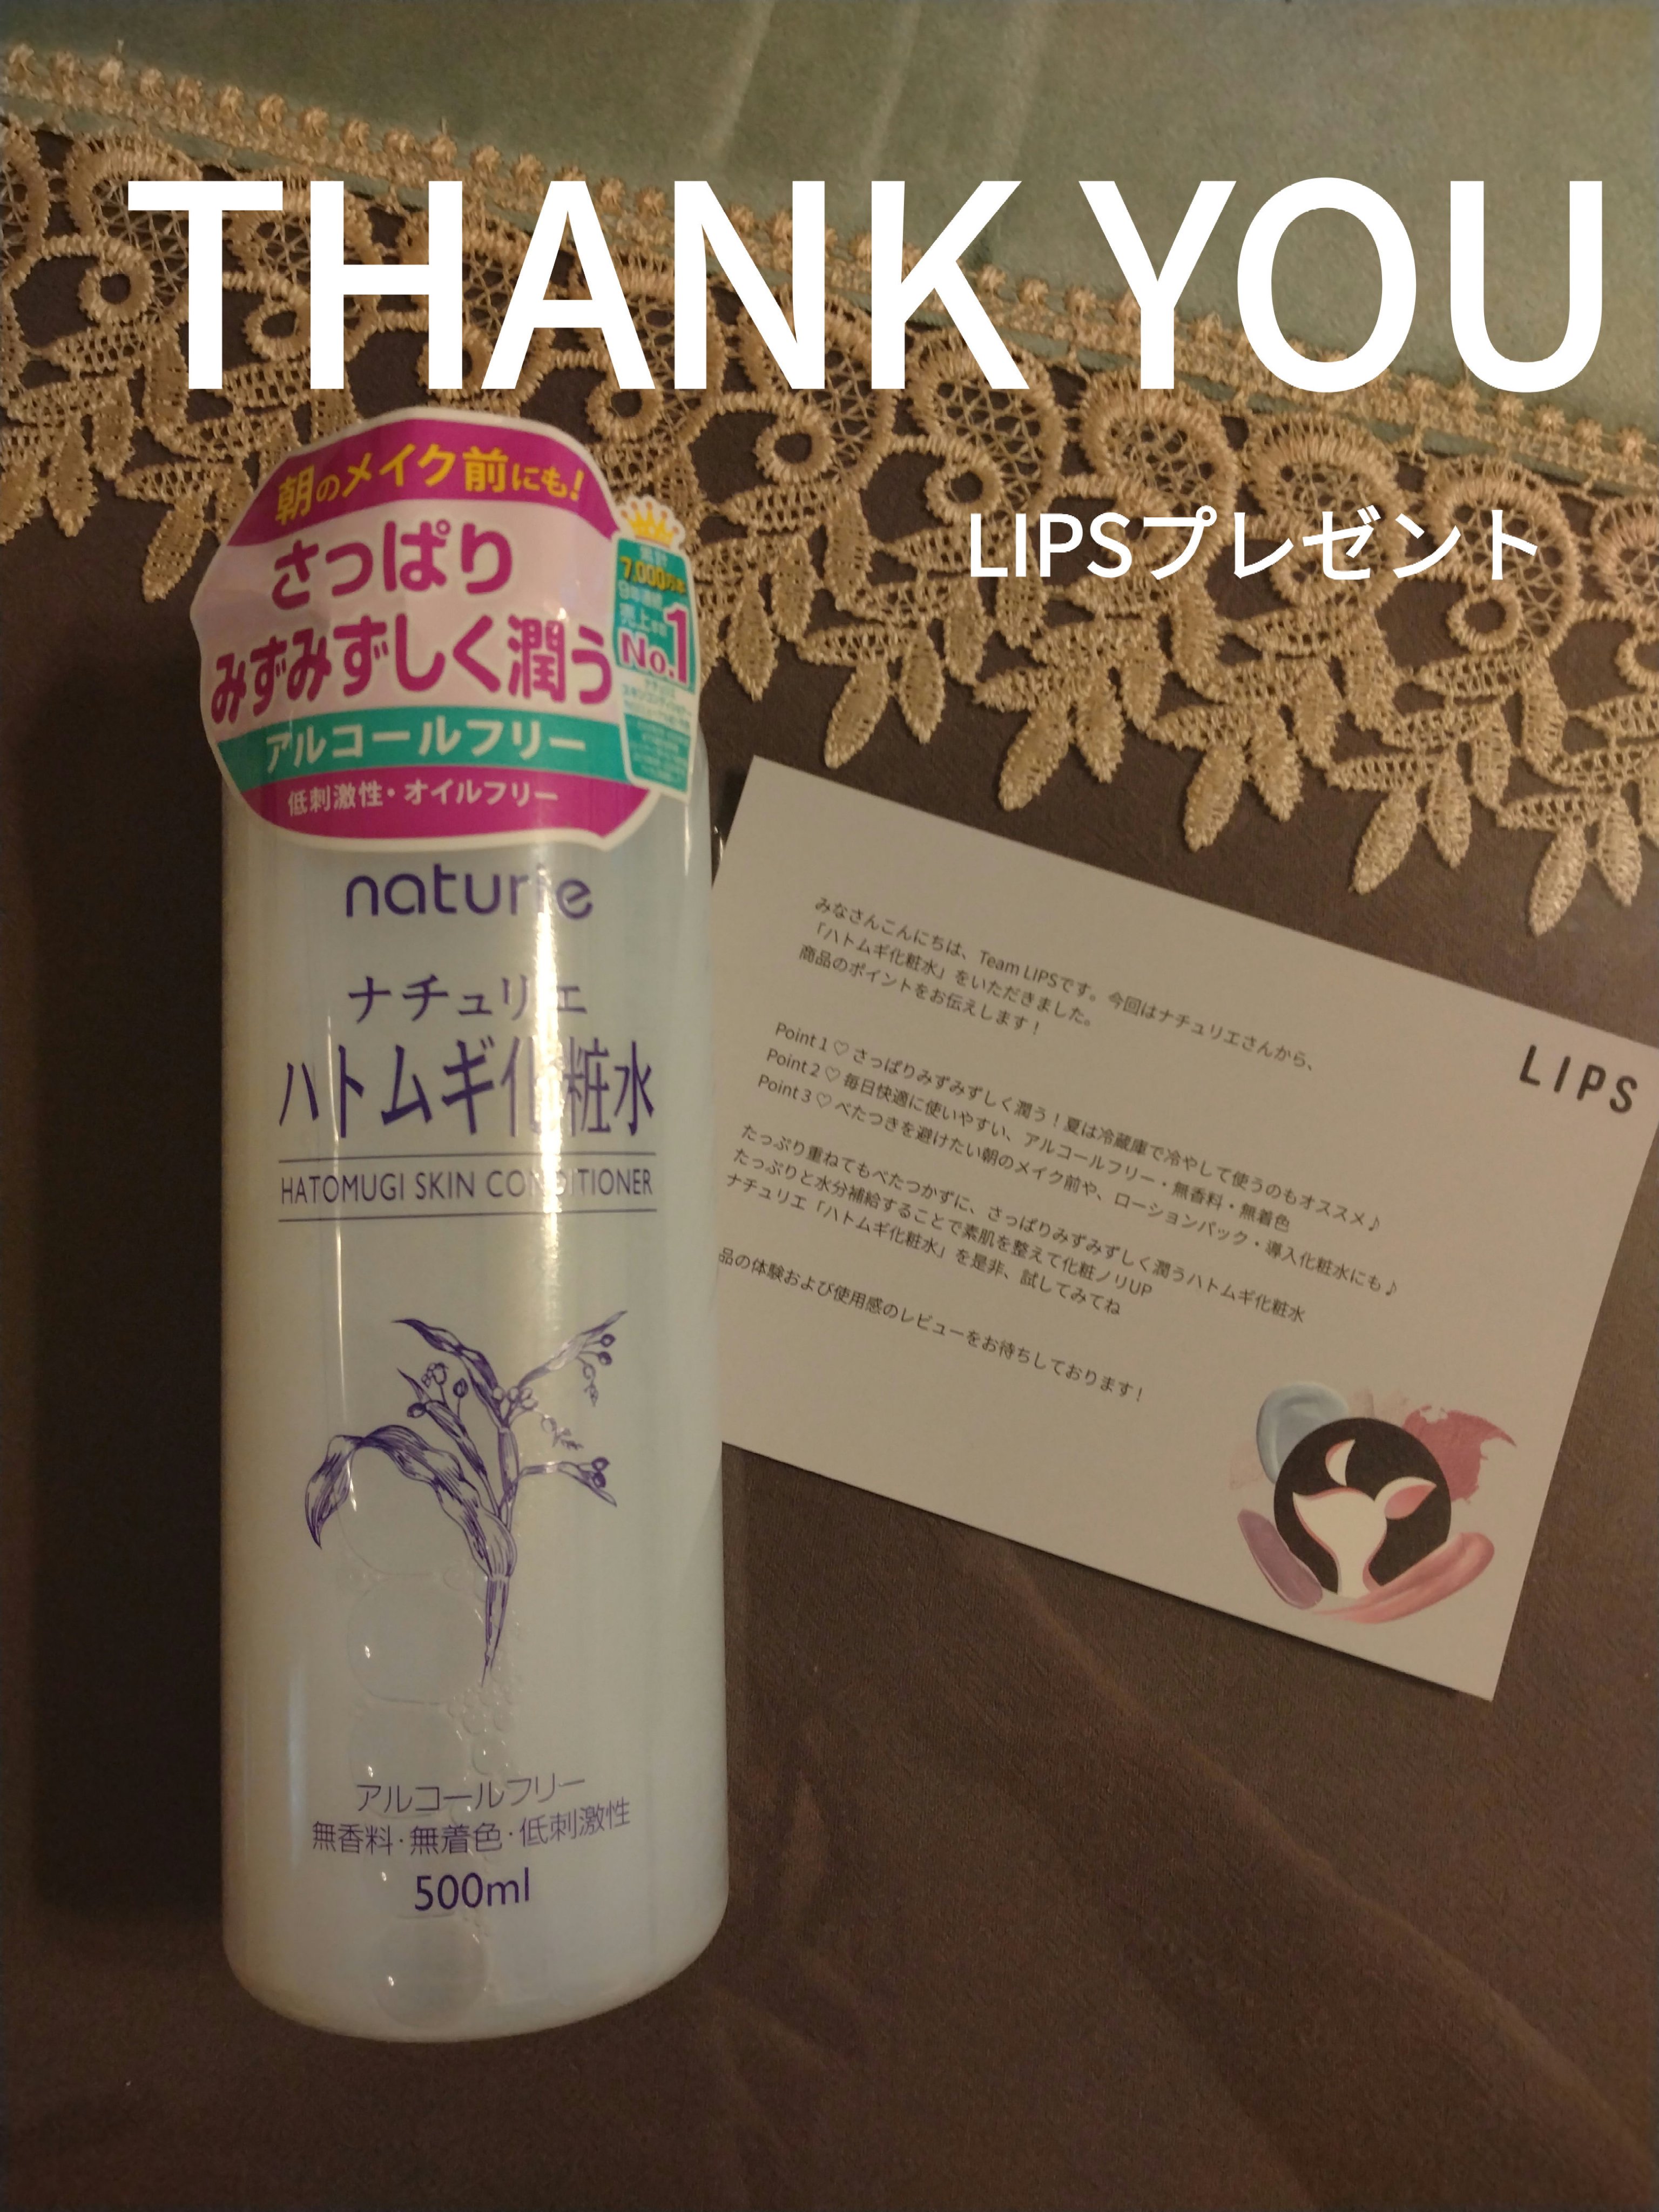 THANK YOU
LIPSプレゼント
朝のメイク前にも!
さっぱり
みずみずしく潤う
アルコールフリー
低刺激性・オイルフリー
累計
7,000万本
9年連続
売上
No.1
naturie
ナチュリエ
ハトムギ化粧水
HATOMUGI SKIN CONDITIONER
アルコールフリー
無香料・無着色・低刺激性
500ml
LIPS
みなさんこんにちは、Team LIPSです。今回はナチュリエさんから、
「ハトムギ化粧水」をいただきました。
商品のポイントをお伝えします！
Point 1 ♡ さっぱりみずみずしく潤う！夏は冷蔵庫で冷やして使うのもオススメ♪
Point 2 ♡ 毎日快適に使いやすい、アルコールフリー・無香料・無着色
Point 3 ♡ べたつきを避けたい朝のメイク前や、ローションパック・導入化粧水にも♪
たっぷり重ねてもべたつかずに、さっぱりみずみずしく潤うハトムギ化粧水
たっぷりと水分補給することで素肌を整えて化粧ノリUP
ナチュリエ「ハトムギ化粧水」を是非、試してみてね
品の体験および使用感のレビューをお待ちしております！